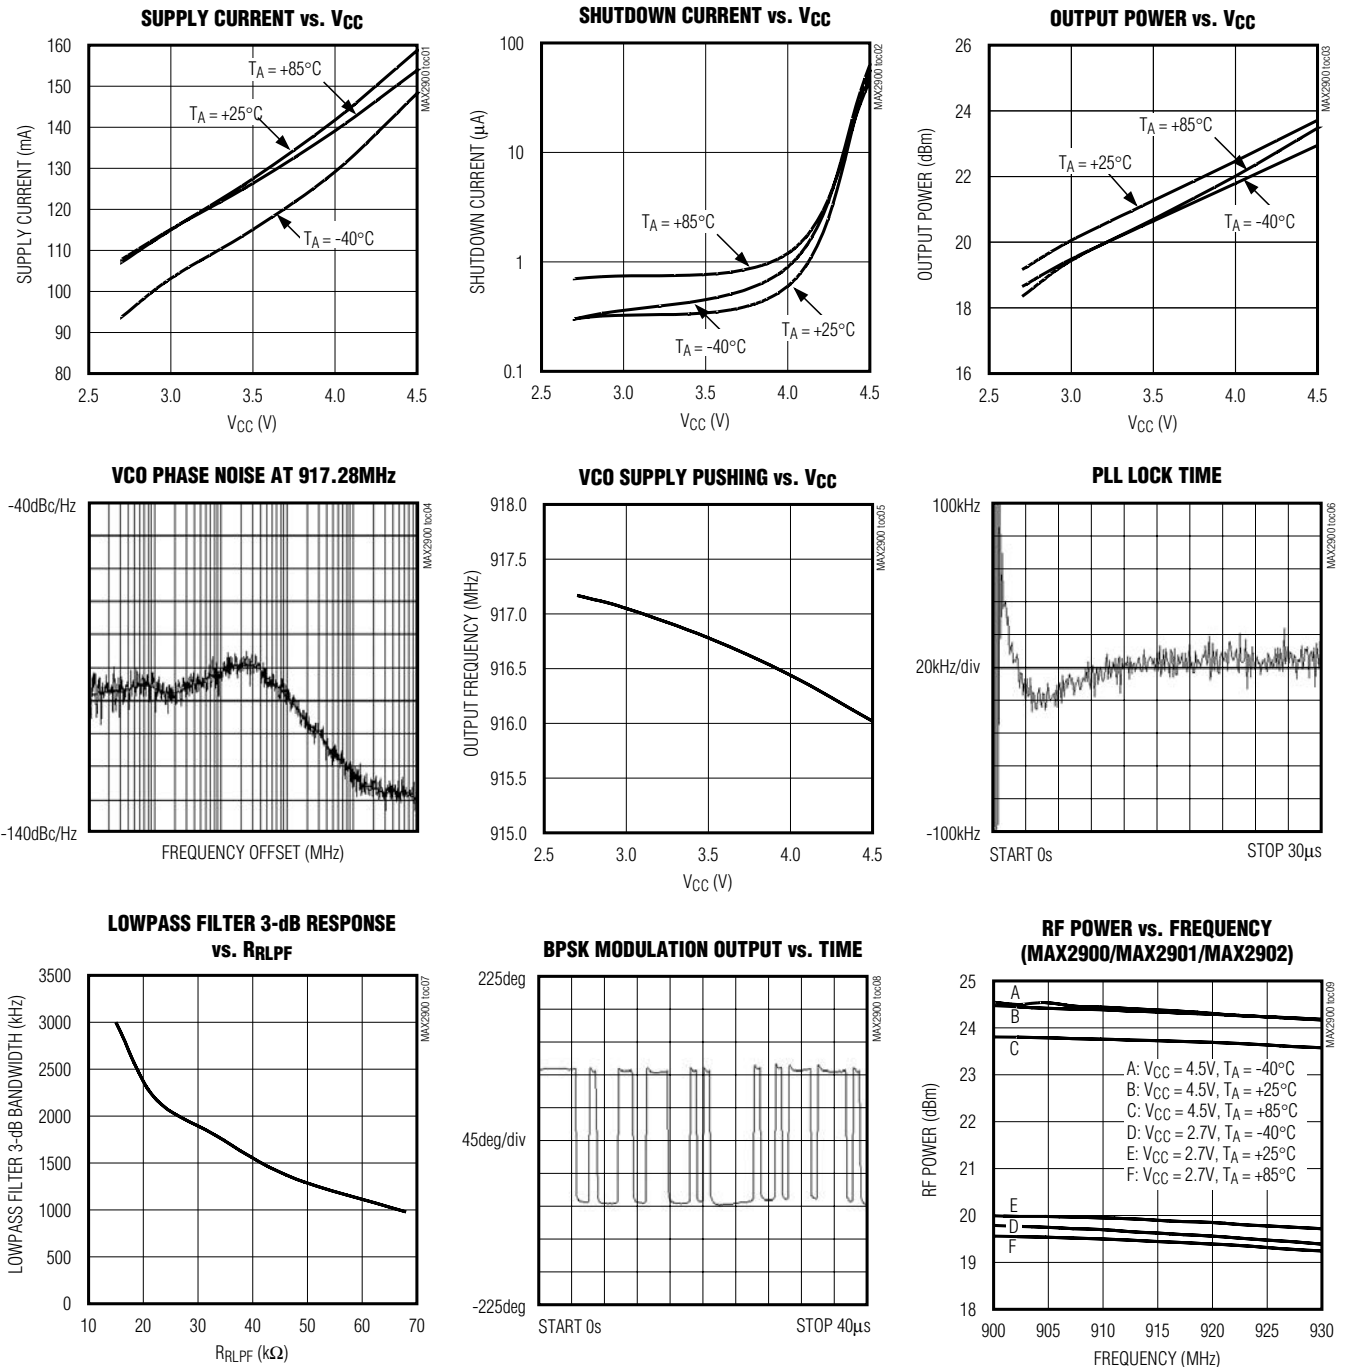 SUPPLY CURRENT vs. VCC
160
150
140
130
120
110
100
90
80
SUPPLY CURRENT (mA)
TA = +85°C
TA = +25°C
TA = -40°C
MAX2900 toc01
2.5 3.0 3.5 4.0 4.5
VCC (V)
SHUTDOWN CURRENT vs. VCC
100
10
1
0.1
SHUTDOWN CURRENT (μA)
TA = +85°C
TA = -40°C
TA = +25°C
MAX2900 toc02
3.0 3.5 4.0 4.5
VCC (V)
OUTPUT POWER vs. VCC
26
24
22
20
18
16
OUTPUT POWER (dBm)
TA = +85°C
TA = +25°C
TA = -40°C
MAX2900 toc03
2.5 3.0 3.5 4.0 4.5
VCC (V)
VCO PHASE NOISE AT 917.28MHz
-40dBc/Hz
-140dBc/Hz
MAX2900 toc04
FREQUENCY OFFSET (MHz)
VCO SUPPLY PUSHING vs. VCC
918.0
917.5
917.0
916.5
916.0
915.5
915.0
OUTPUT FREQUENCY (MHz)
MAX2900 toc05
2.5 3.0 3.5 4.0 4.5
VCC (V)
PLL LOCK TIME
100kHz
20kHz/div
-100kHz
MAX2900 toc06
START 0s STOP 30μs
LOWPASS FILTER 3-dB RESPONSE
vs. RRLPF
3500
3000
2500
2000
1500
1000
500
0
LOWPASS FILTER 3-dB BANDWIDTH (kHz)
MAX2900 toc07
10 20 30 40 50 60 70
RRLPF (kΩ)
BPSK MODULATION OUTPUT vs. TIME
225deg
45deg/div
-225deg
MAX2900 toc08
START 0s STOP 40μs
RF POWER vs. FREQUENCY
(MAX2900/MAX2901/MAX2902)
25
24
23
22
21
20
19
18
RF POWER (dBm)
A
B
C
A: VCC = 4.5V, TA = -40°C
B: VCC = 4.5V, TA = +25°C
C: VCC = 4.5V, TA = +85°C
D: VCC = 2.7V, TA = -40°C
E: VCC = 2.7V, TA = +25°C
F: VCC = 2.7V, TA = +85°C
E
D
F
MAX2900 toc09
900 905 910 915 920 925 930
FREQUENCY (MHz)